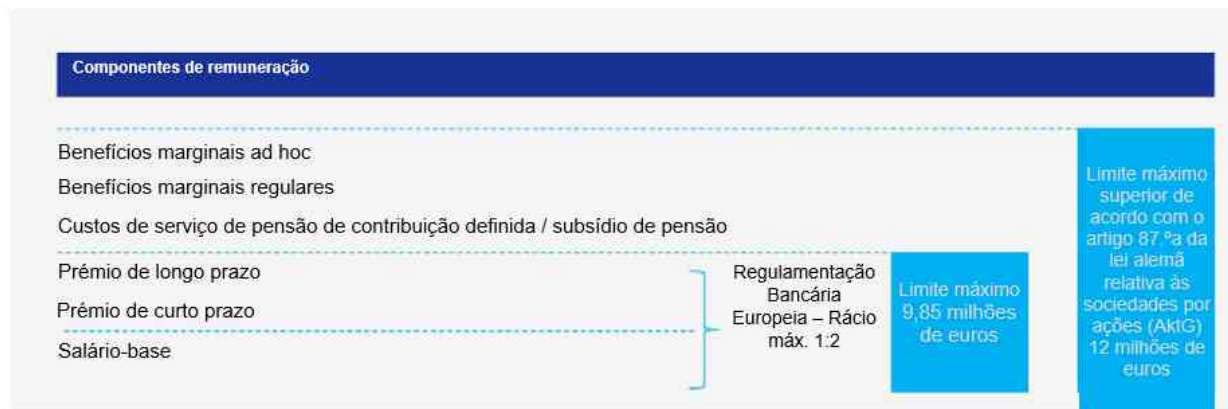 Componentes de remuneração
Benefícios marginais ad hoc
Benefícios marginais regulares
Custos de serviço de pensão de contribuição definida / subsídio de pensão
Prémio de longo prazo
Prémio de curto prazo
Salário-base
Regulamentação
Bancária
Europeia – Rácio
máx. 1:2
Limite máximo
9,85 milhões
de euros
Limite máximo
superior de
acordo com o
artigo 87.ºa da
lei alemã
relativa às
sociedades por
ações (AktG)
12 milhões de
euros